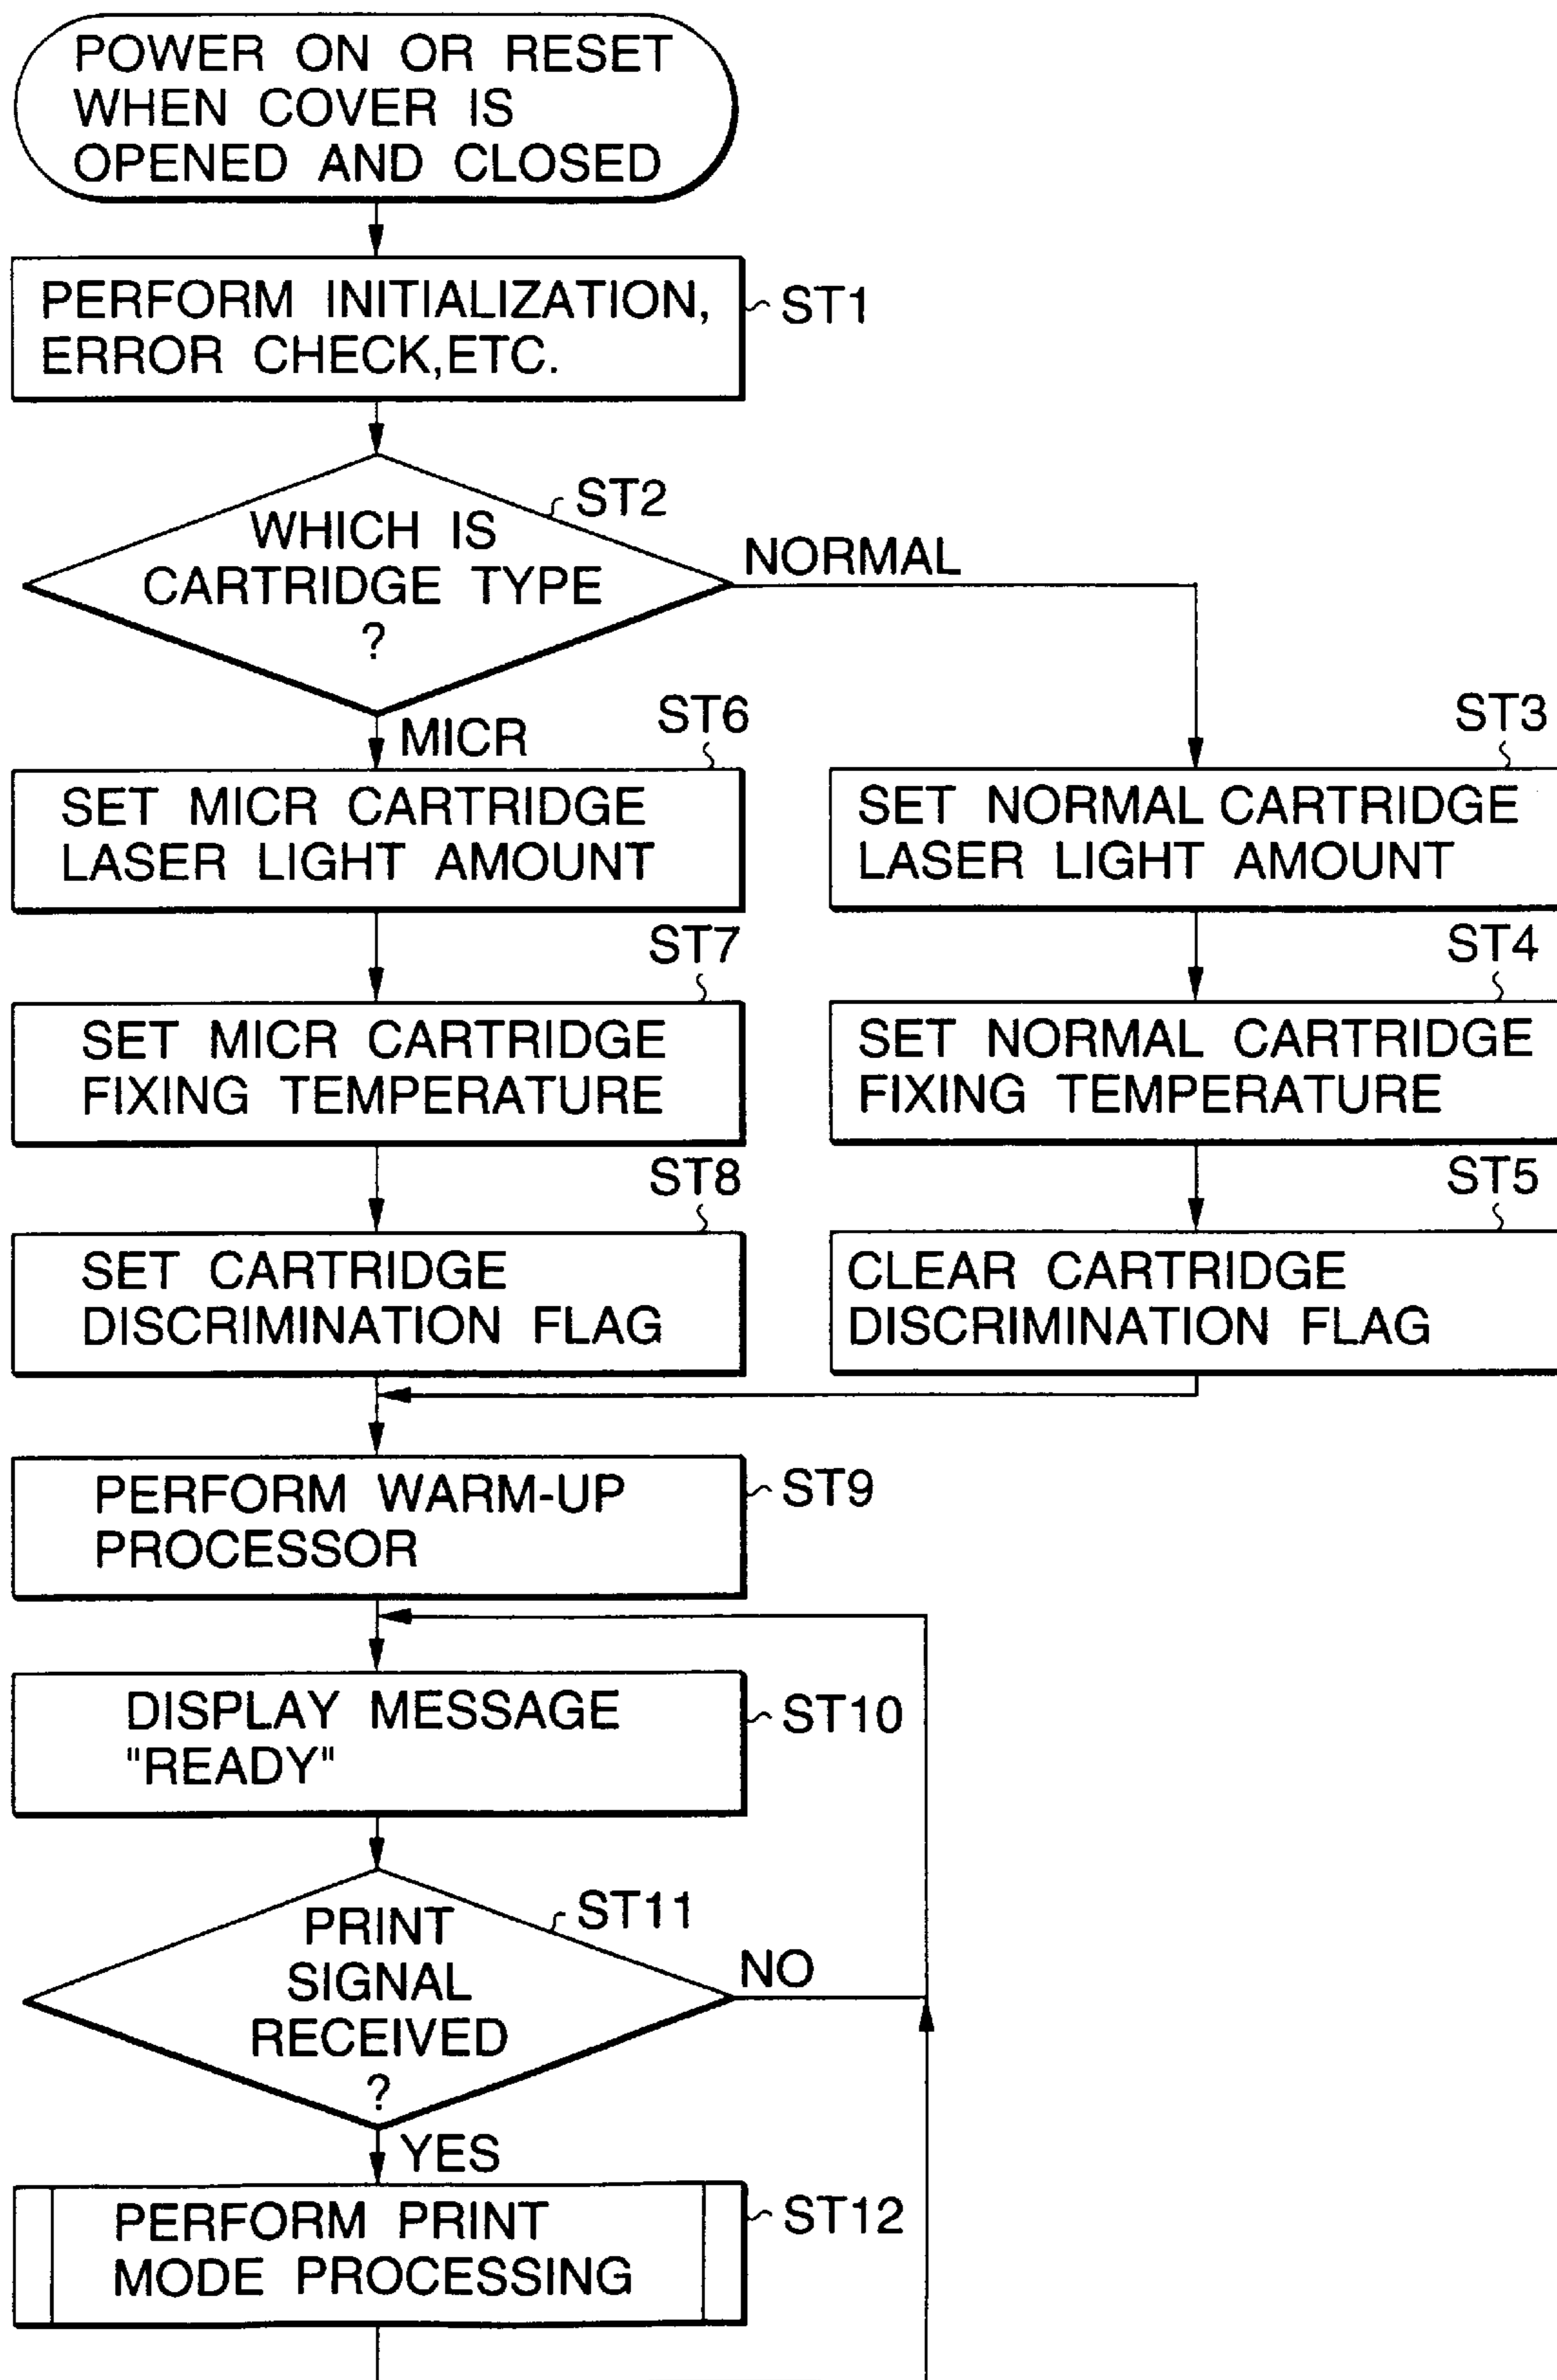 POWER ON OR RESET
WHEN COVER IS
OPENED AND CLOSED
PERFORM INITIALIZATION,
ERROR CHECK,ETC.
ST1
ST2
WHICH IS
CARTRIDGE TYPE
?
NORMAL
MICR
ST6
SET MICR CARTRIDGE
LASER LIGHT AMOUNT
ST3
SET NORMAL CARTRIDGE
LASER LIGHT AMOUNT
ST7
SET MICR CARTRIDGE
FIXING TEMPERATURE
ST4
SET NORMAL CARTRIDGE
FIXING TEMPERATURE
ST8
SET CARTRIDGE
DISCRIMINATION FLAG
ST5
CLEAR CARTRIDGE
DISCRIMINATION FLAG
PERFORM WARM-UP
PROCESSOR
ST9
DISPLAY MESSAGE
"READY"
ST10
ST11
PRINT
SIGNAL
RECEIVED
?
NO
YES
PERFORM PRINT
MODE PROCESSING
ST12